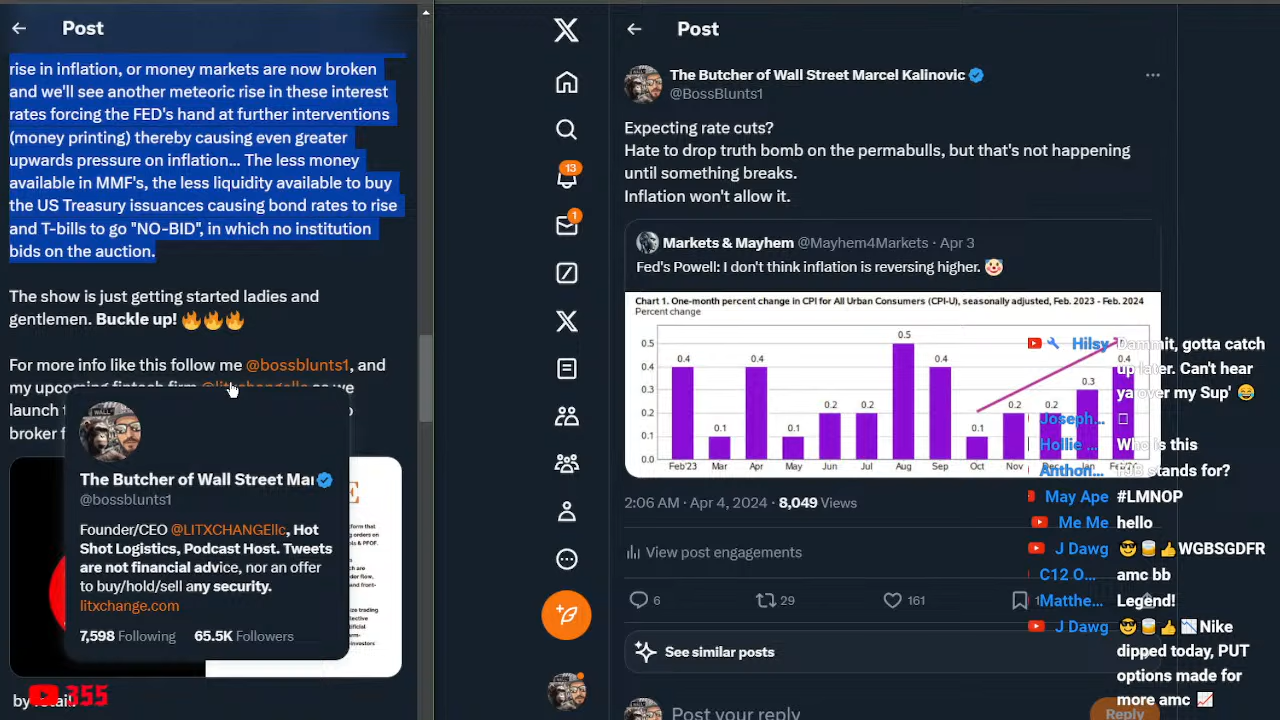 Post
rise in inflation, or money markets are now broken
and we'll see another meteoric rise in these interest
rates forcing the FED's hand at further interventions
(money printing) thereby causing even greater
upwards pressure on inflation... The less money
available in MMF's, the less liquidity available to buy
the US Treasury issuances causing bond rates to rise
and T-bills to go "NO-BID", in which no institution
bids on the auction.
The show is just getting started ladies and
gentlemen. Buckle up! 🔥🔥🔥
For more info like this follow me @bossblunts1, and
my upcoming fintech firm @litxchangellc as we
launch
broker
The Butcher of Wall Street Mar
@bossblunts1
Founder/CEO @LITXCHANGEllc, Hot
Shot Logistics, Podcast Host. Tweets
are not financial advice, nor an offer
to buy/hold/sell any security.
litxchange.com
7,598 Following 65.5K Followers
355
by retail
13
1
Post
The Butcher of Wall Street Marcel Kalinovic
@BossBlunts1
Expecting rate cuts?
Hate to drop truth bomb on the permabulls, but that's not happening
until something breaks.
Inflation won't allow it.
Markets & Mayhem @Mayhem4Markets · Apr 3
Fed's Powell: I don't think inflation is reversing higher. 🤡
Chart 1. One-month percent change in CPI for All Urban Consumers (CPI-U), seasonally adjusted, Feb. 2023 - Feb. 2024
Percent change
0.5
0.4
0.3
0.2
0.1
0.0
0.4 0.1 0.4 0.1 0.2 0.2 0.5 0.4 0.1 0.2 0.2 0.3 0.4
Feb'23 Mar Apr May Jun Jul Aug Sep Oct Nov Dec Jan
2:06 AM · Apr 4, 2024 · 8,049 Views
View post engagements
6 29 161
See similar posts
Post your reply
Reply
Hilsy Dammit, gotta catch
up later. Can't hear
ya over my Sup' 😅
Joseph...
Hollie ... Who is this
Anthon... stands for?
May Ape #LMNOP
Me Me hello
J Dawg 😎🥃👍WGBSGDFR
C12 O... amc bb
Matthe... Legend!
J Dawg 😎🥃👍📉Nike
dipped today, PUT
options made for
more amc 📈